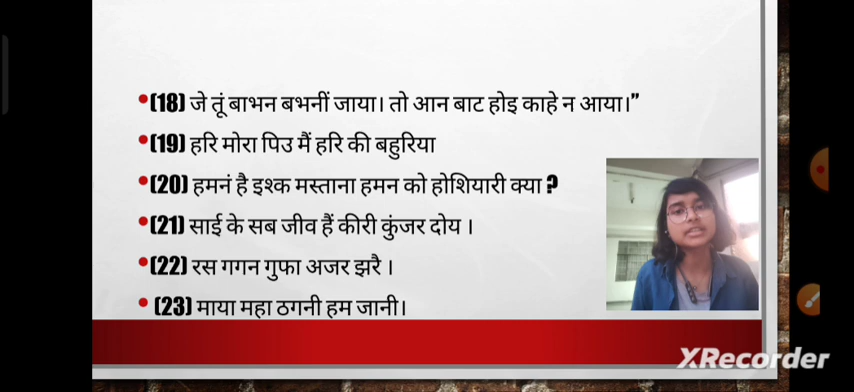 •(18) जे तूं बाभन बभनीं जाया। तो आन बाट होइ काहे न आया।”
•(19) हरि मोरा पिउ मैं हरि की बहुरिया
•(20) हमनं है इश्क मस्ताना हमन को होशियारी क्या ?
•(21) साई के सब जीव हैं कीरी कुंजर दोय ।
•(22) रस गगन गुफा अजर झरै ।
• (23) माया महा ठगनी हम जानी।
XRecorder